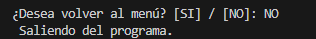 ¿Desea volver al menú? [SI] / [NO]: NO
Saliendo del programa.